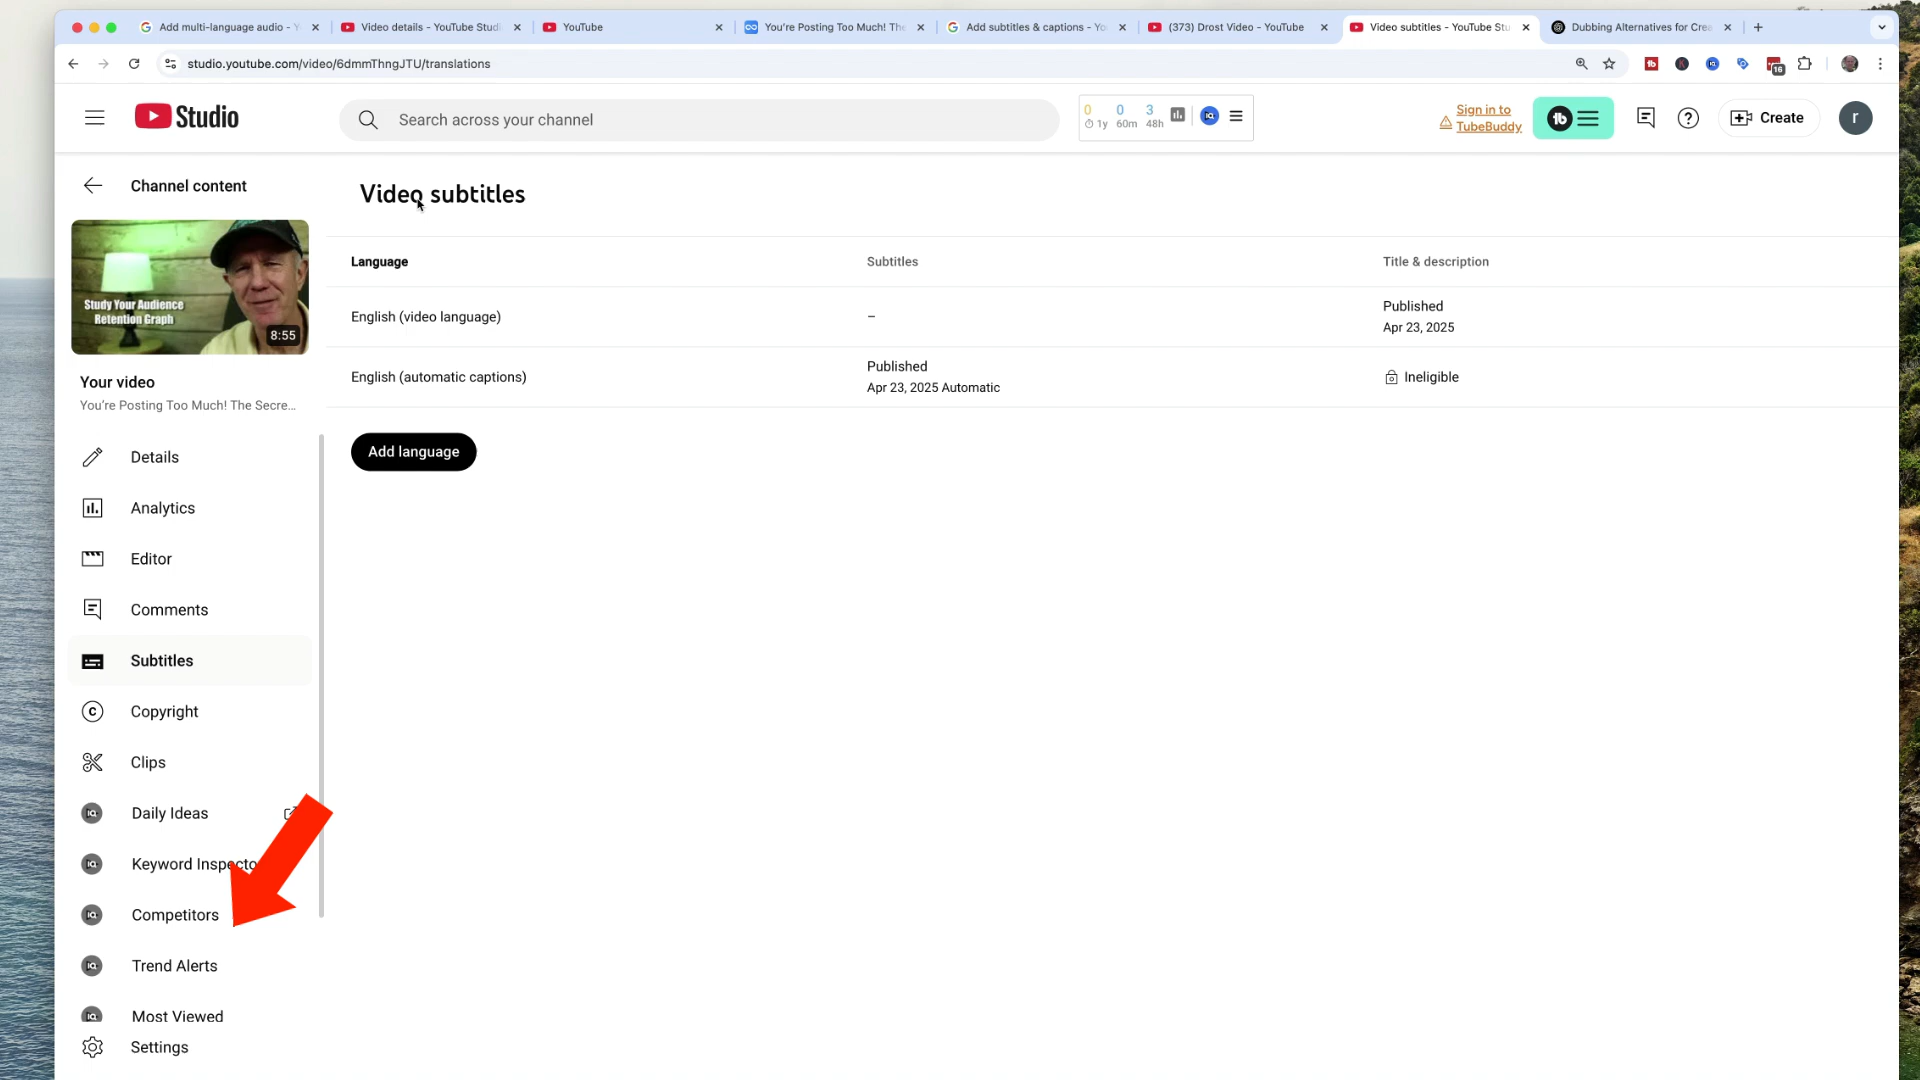 Add multi-language audio - Y
Video details - YouTube Studi
YouTube
You're Posting Too Much! The
Add subtitles & captions - Yo
(373) Drost Video - YouTube
Video subtitles - YouTube Stu
Dubbing Alternatives for Crea
studio.youtube.com/video/6dmmThngJTU/translations
16
Studio
Search across your channel
0 0 3
1y 60m 48h
Sign in to
TubeBuddy
Create
r
Channel content
Study Your Audience
Retention Graph
8:55
Your video
You're Posting Too Much! The Secre...
Details
Analytics
Editor
Comments
Subtitles
Copyright
Clips
Daily Ideas
Keyword Inspecto
Competitors
Trend Alerts
Most Viewed
Settings
Video subtitles
Language Subtitles Title & description
English (video language) – Published
Apr 23, 2025
English (automatic captions) Published Ineligible
Apr 23, 2025 Automatic
Add language